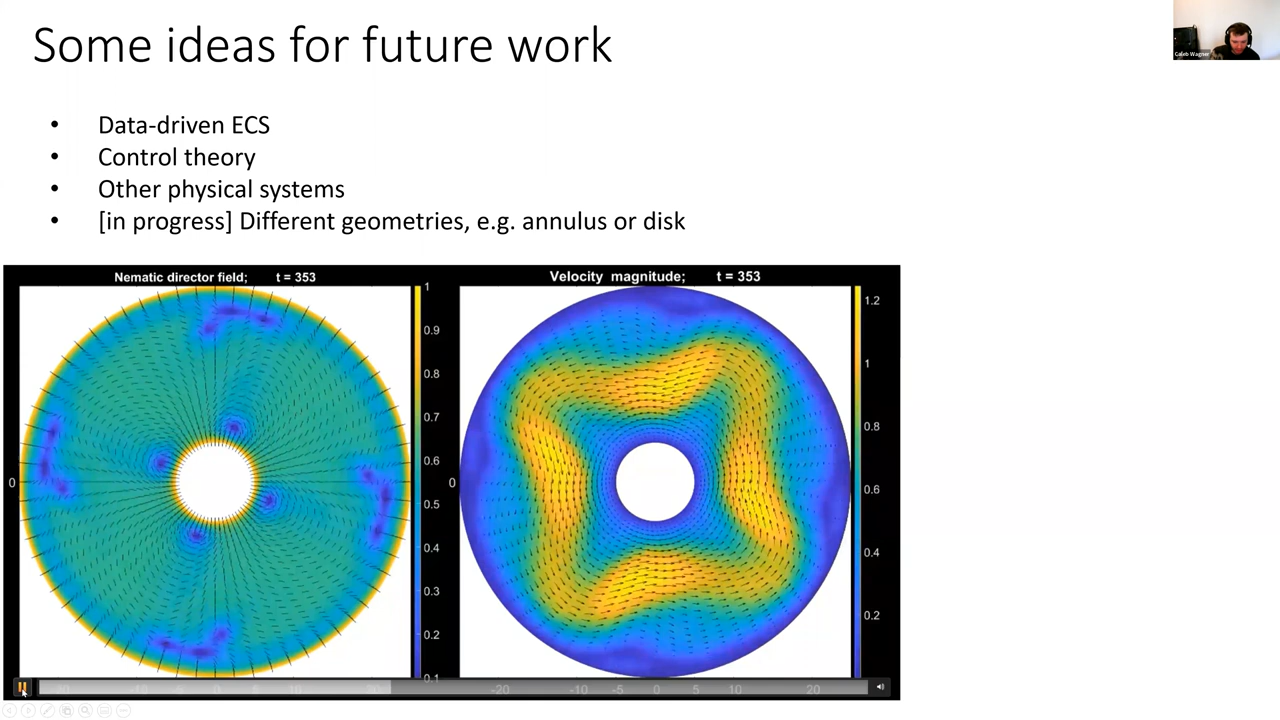 Some ideas for future work
Caleb Wagner
• Data-driven ECS
• Control theory
• Other physical systems
• [in progress] Different geometries, e.g. annulus or disk
Nematic director field; t = 353
Velocity magnitude; t = 353
1
0.9
0.8
0.7
0.6
0.5
0.4
0.3
0.2
0.1
0
1.2
1
0.8
0.6
0.4
0.2
0
-20 -10 -5 0 5 10 20